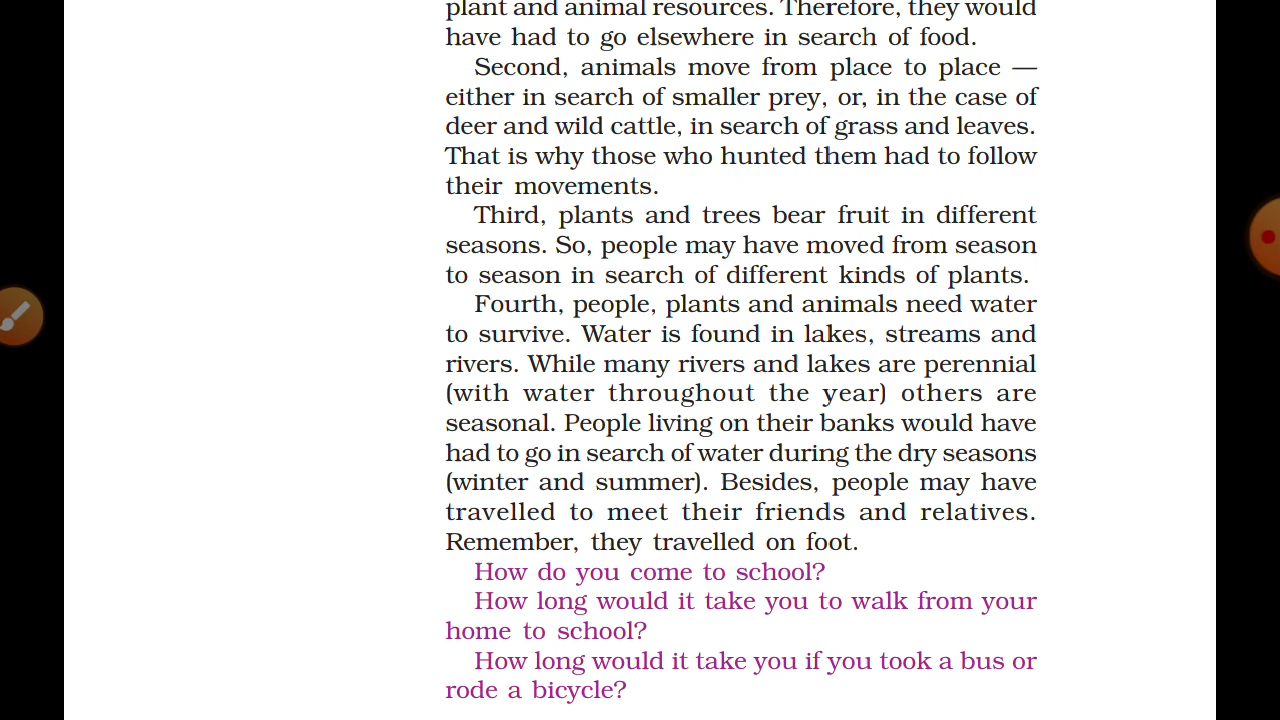 plant and animal resources. Therefore, they would
have had to go elsewhere in search of food.
Second, animals move from place to place —
either in search of smaller prey, or, in the case of
deer and wild cattle, in search of grass and leaves.
That is why those who hunted them had to follow
their movements.
Third, plants and trees bear fruit in different
seasons. So, people may have moved from season
to season in search of different kinds of plants.
Fourth, people, plants and animals need water
to survive. Water is found in lakes, streams and
rivers. While many rivers and lakes are perennial
(with water throughout the year) others are
seasonal. People living on their banks would have
had to go in search of water during the dry seasons
(winter and summer). Besides, people may have
travelled to meet their friends and relatives.
Remember, they travelled on foot.
How do you come to school?
How long would it take you to walk from your
home to school?
How long would it take you if you took a bus or
rode a bicycle?